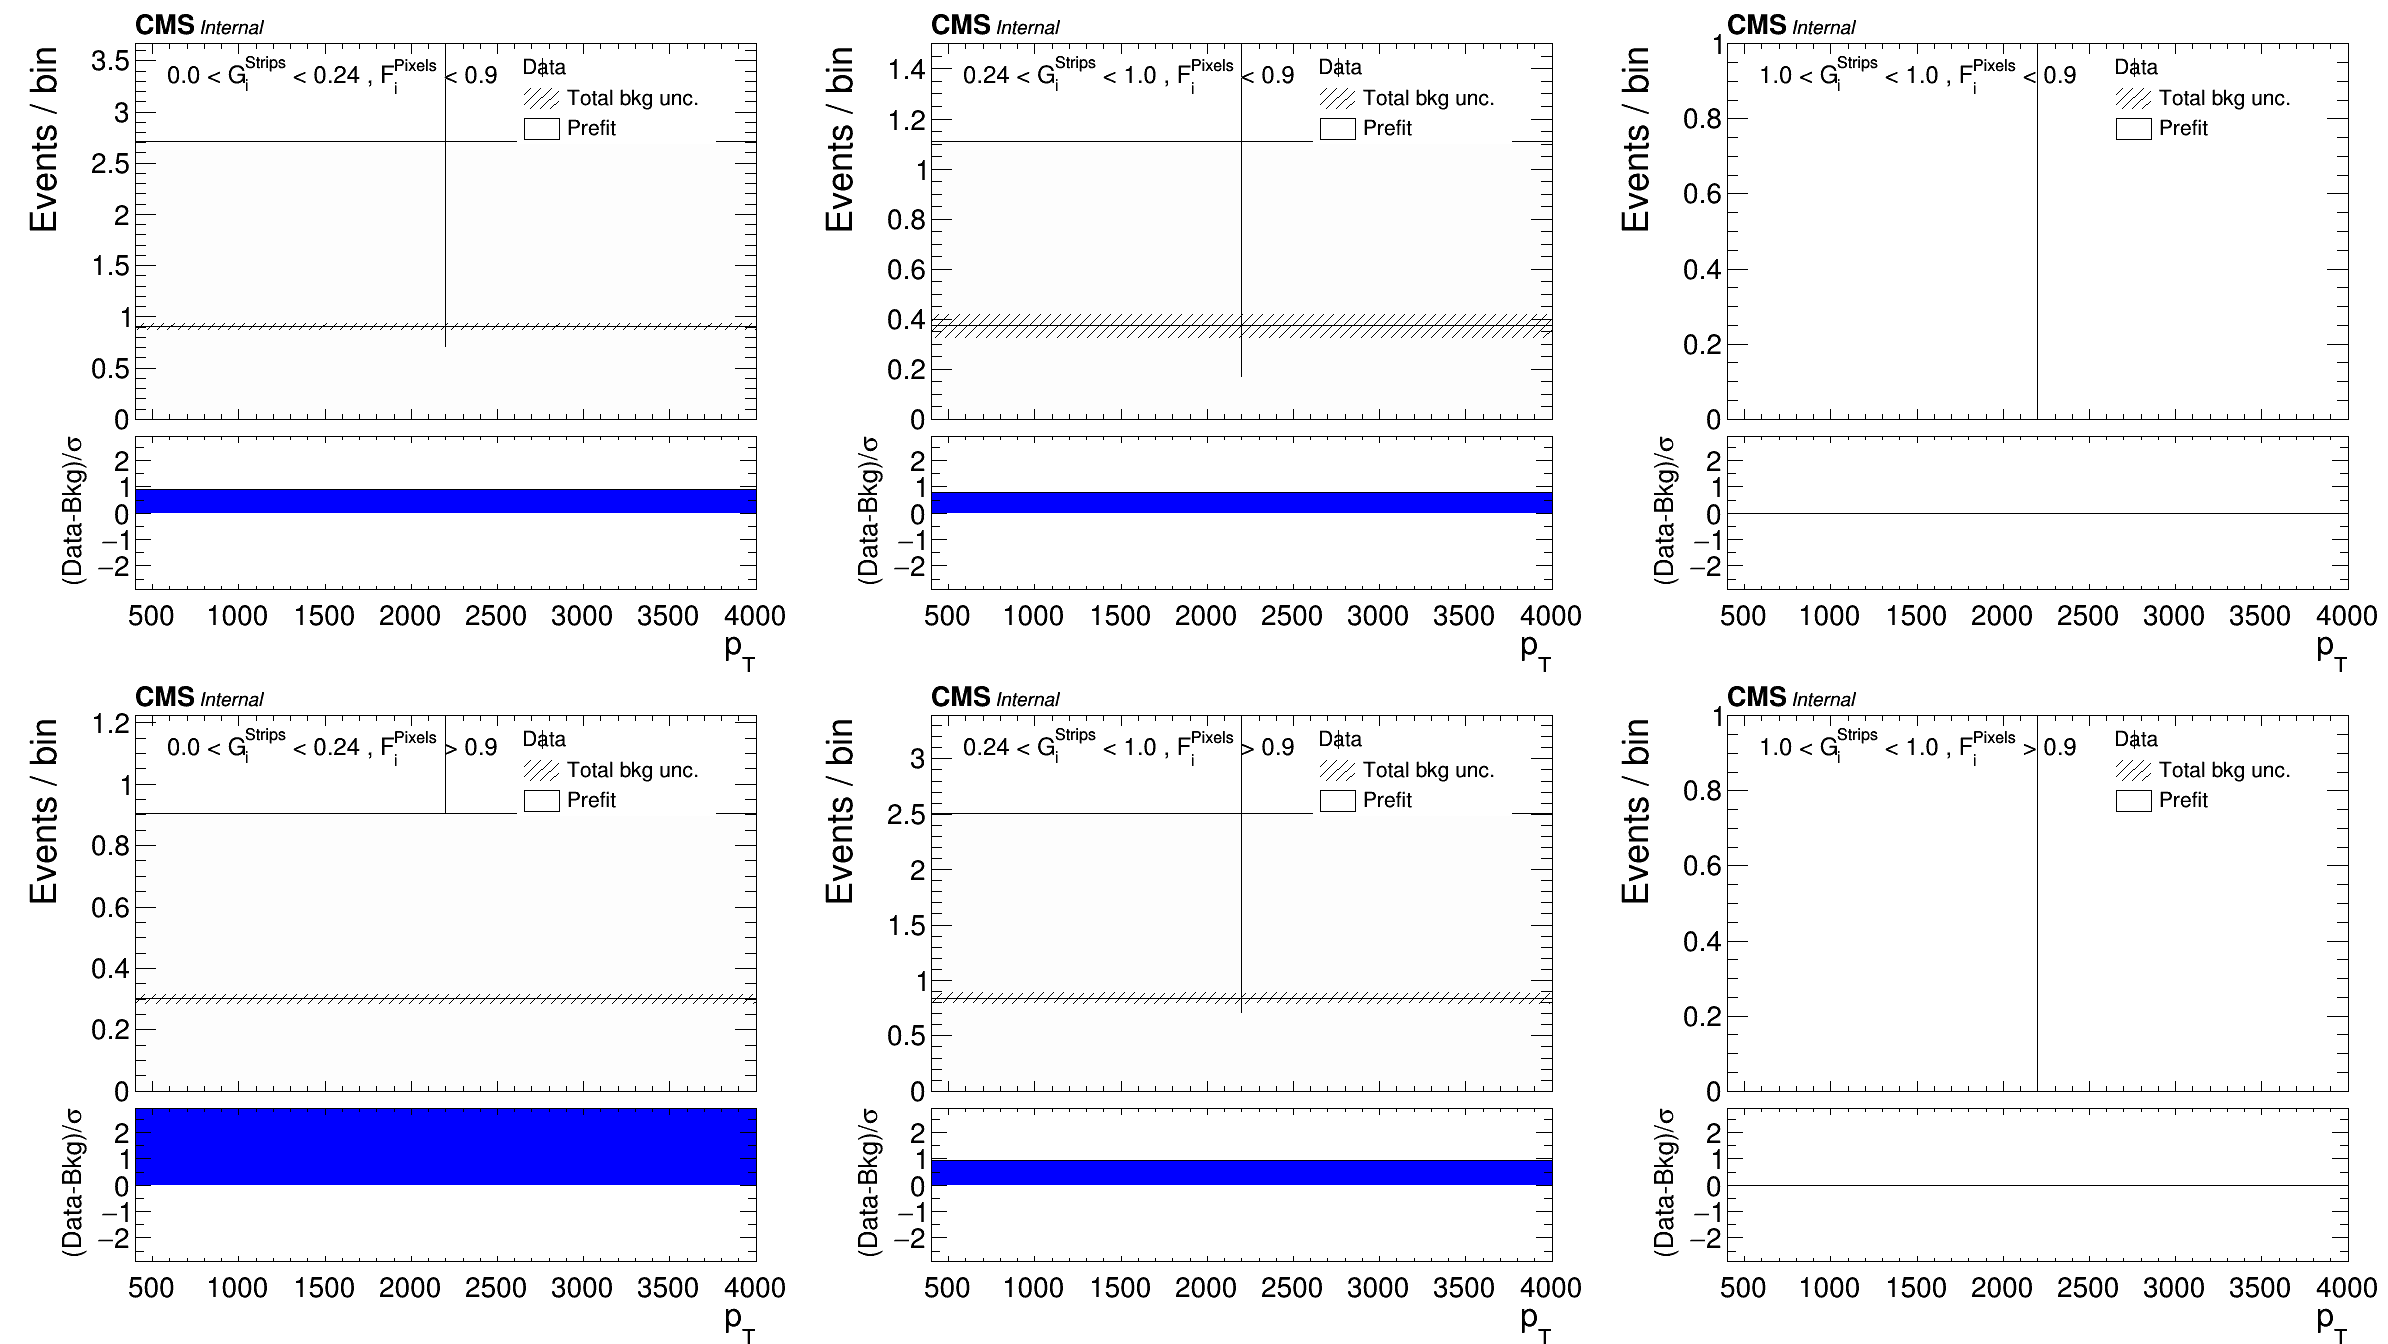 CMS Internal
Events / bin
3.5
3
2.5
2
1.5
1
0.5
0
0.0 < G_i^Strips < 0.24 , F_i^Pixels < 0.9
Data
Total bkg unc.
Prefit
(Data-Bkg)/σ
2
1
0
−1
−2
500 1000 1500 2000 2500 3000 3500 4000
p_T
CMS Internal
Events / bin
1.4
1.2
1
0.8
0.6
0.4
0.2
0
0.24 < G_i^Strips < 1.0 , F_i^Pixels < 0.9
Data
Total bkg unc.
Prefit
(Data-Bkg)/σ
2
1
0
−1
−2
500 1000 1500 2000 2500 3000 3500 4000
p_T
CMS Internal
Events / bin
1
0.8
0.6
0.4
0.2
0
1.0 < G_i^Strips < 1.0 , F_i^Pixels < 0.9
Data
Total bkg unc.
Prefit
(Data-Bkg)/σ
2
1
0
−1
−2
500 1000 1500 2000 2500 3000 3500 4000
p_T
CMS Internal
Events / bin
1.2
1
0.8
0.6
0.4
0.2
0
0.0 < G_i^Strips < 0.24 , F_i^Pixels > 0.9
Data
Total bkg unc.
Prefit
(Data-Bkg)/σ
2
1
0
−1
−2
500 1000 1500 2000 2500 3000 3500 4000
p_T
CMS Internal
Events / bin
3
2.5
2
1.5
1
0.5
0
0.24 < G_i^Strips < 1.0 , F_i^Pixels > 0.9
Data
Total bkg unc.
Prefit
(Data-Bkg)/σ
2
1
0
−1
−2
500 1000 1500 2000 2500 3000 3500 4000
p_T
CMS Internal
Events / bin
1
0.8
0.6
0.4
0.2
0
1.0 < G_i^Strips < 1.0 , F_i^Pixels > 0.9
Data
Total bkg unc.
Prefit
(Data-Bkg)/σ
2
1
0
−1
−2
500 1000 1500 2000 2500 3000 3500 4000
p_T